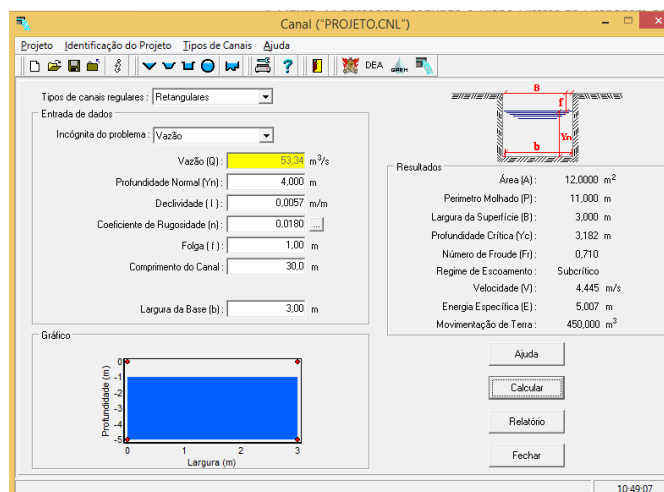 Canal ("PROJETO.CNL")
Projeto Identificação do Projeto Tipos de Canais Ajuda
DEA
Tipos de canais regulares : Retangulares
Entrada de dados
Incógnita do problema : Vazão
Vazão (Q) : 53,34 m³/s
Profundidade Normal (Yn) : 4,000 m
Declividade ( I ) : 0,0057 m/m
Coeficiente de Rugosidade (n) : 0,0180 ...
Folga ( f ) : 1,00 m
Comprimento do Canal : 30,0 m
Largura da Base (b) : 3,00 m
B
f
Yn
b
Resultados
Área (A) : 12,0000 m²
Perimetro Molhado (P) : 11,000 m
Largura da Superfície (B) : 3,000 m
Profundidade Crítica (Yc) : 3,182 m
Número de Froude (Fr) : 0,710
Regime de Escoamento : Subcrítico
Velocidade (V) : 4,445 m/s
Energia Específica (E) : 5,007 m
Movimentação de Terra : 450,000 m³
Gráfico
Profundidade (m)
0
-1
-2
-3
-4
-5
0 1 2 3
Largura (m)
Ajuda
Calcular
Relatório
Fechar
10:49:07